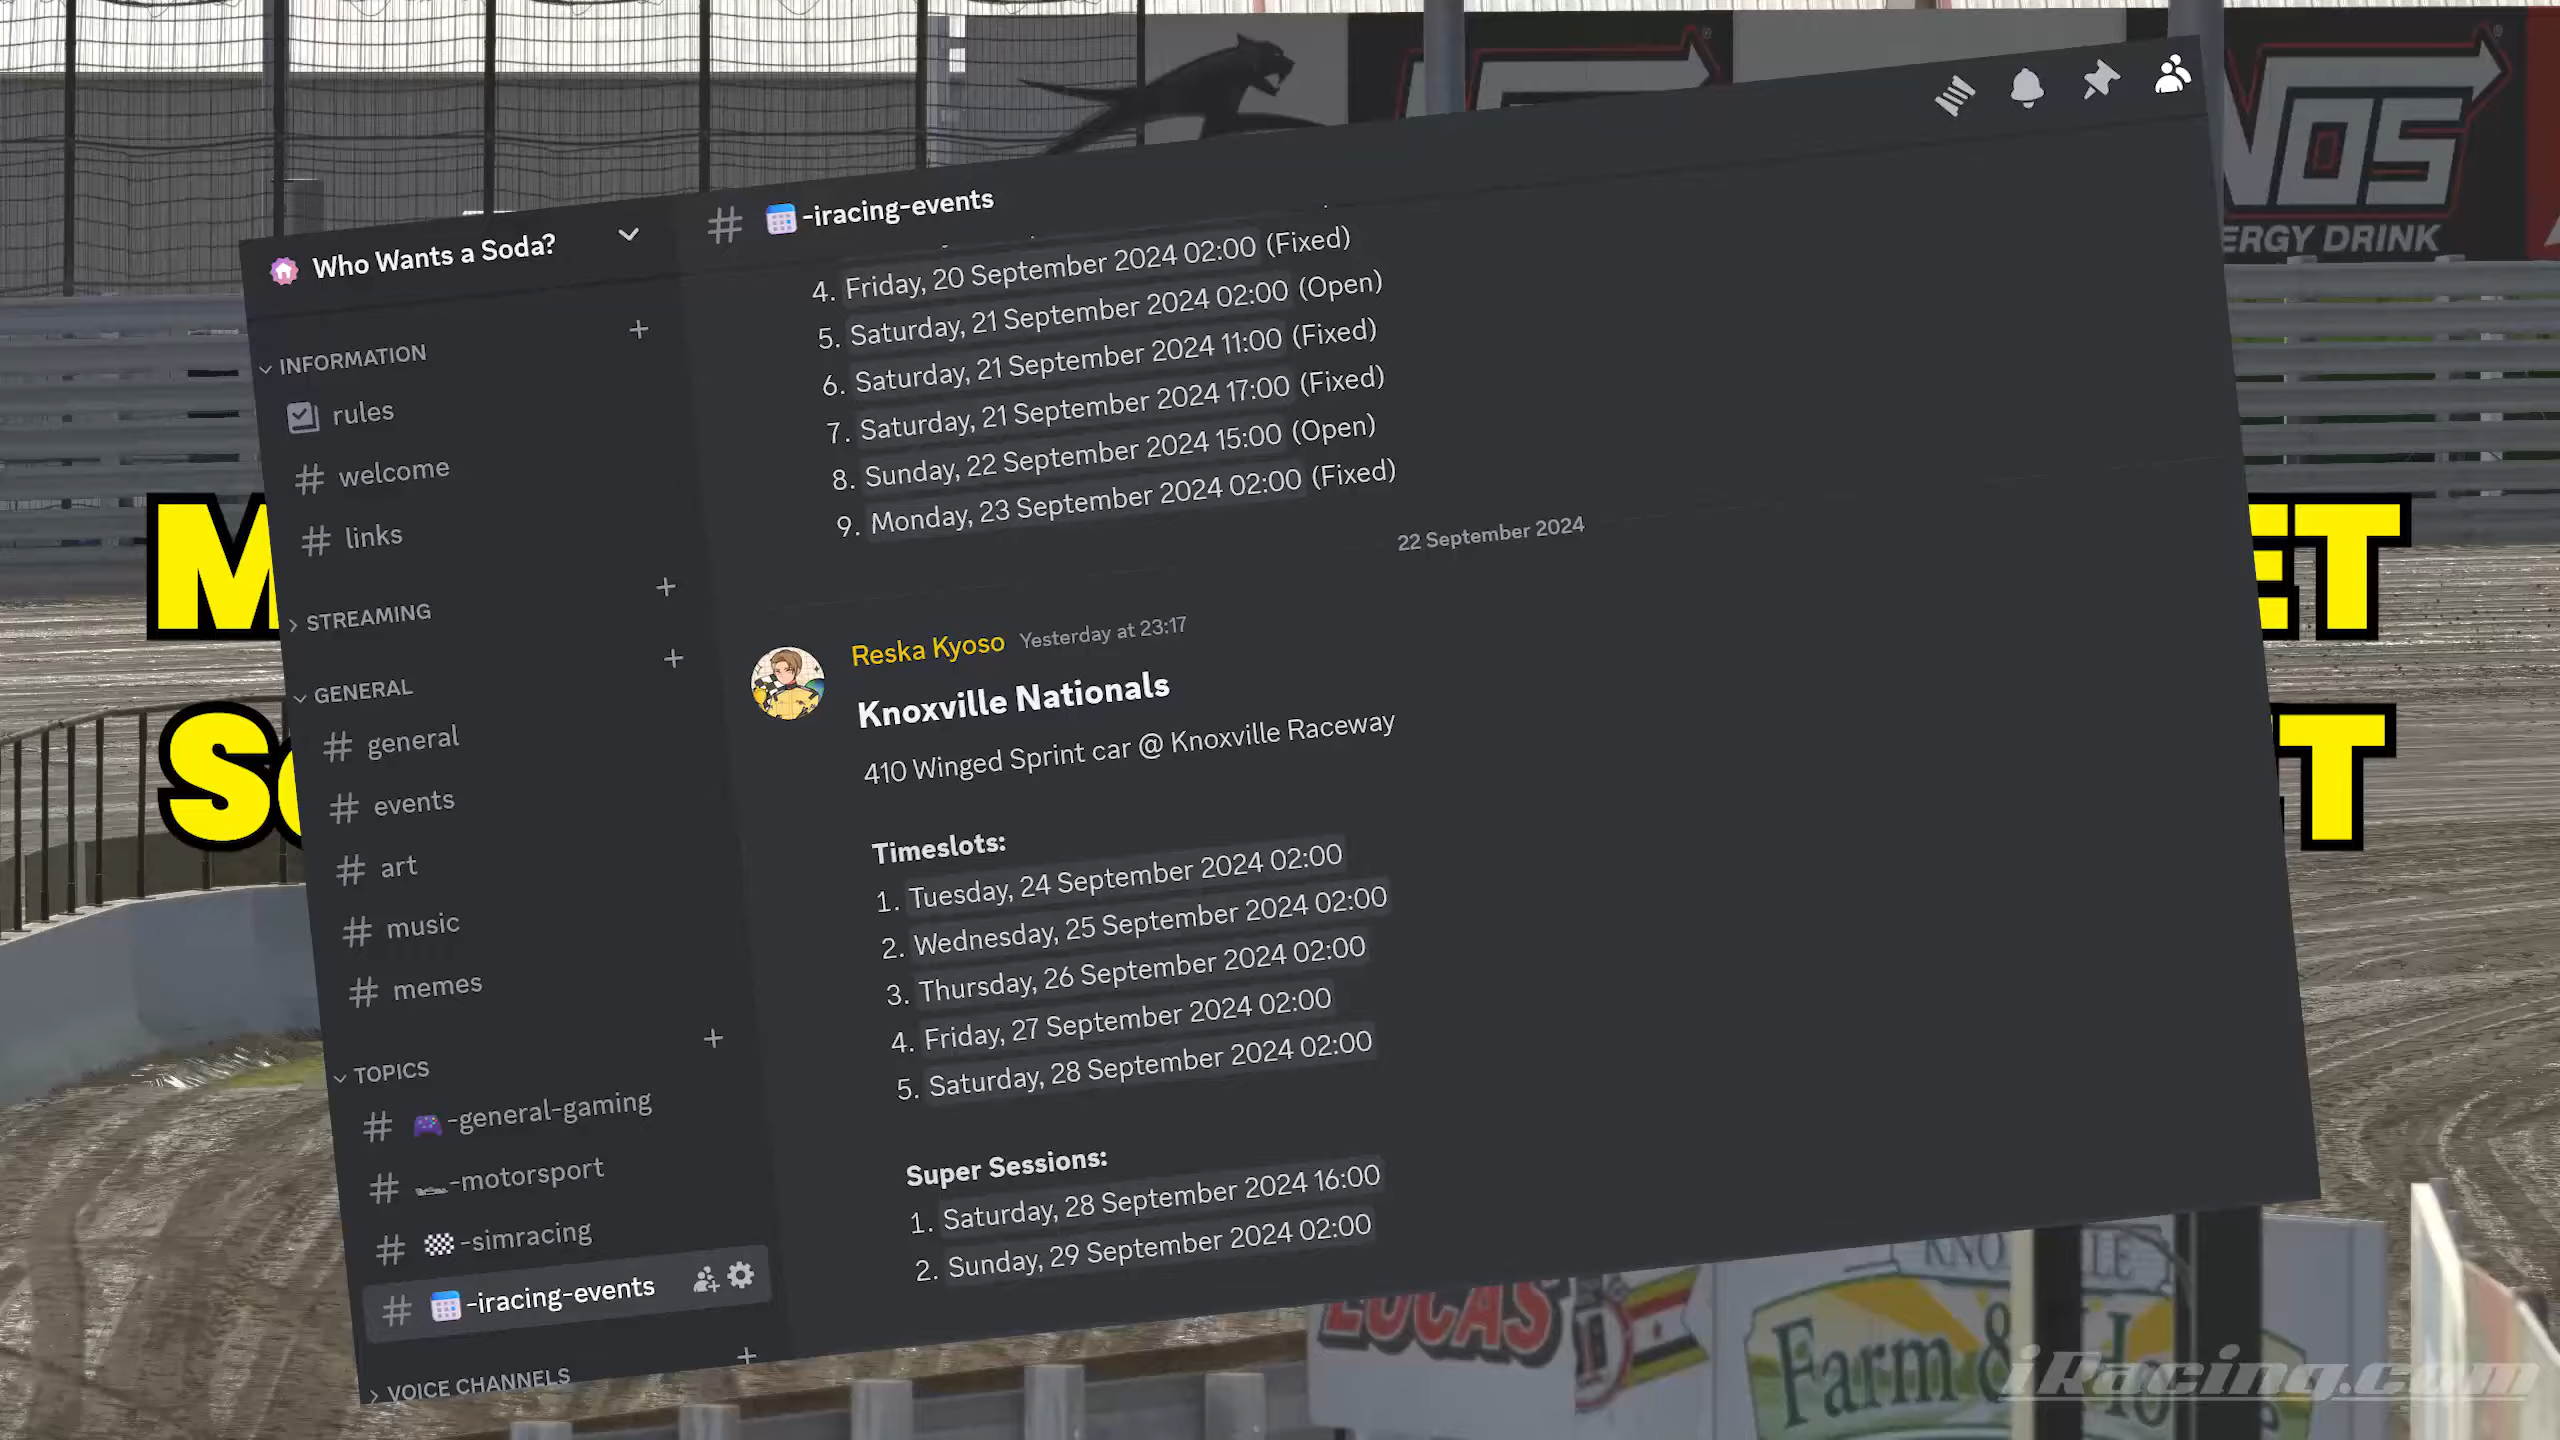 NOS
ENERGY DRINK
Who Wants a Soda?
INFORMATION
rules
welcome
links
STREAMING
GENERAL
general
events
art
music
memes
TOPICS
-general-gaming
-motorsport
-simracing
-iracing-events
VOICE CHANNELS
-iracing-events
4. Friday, 20 September 2024 02:00 (Fixed)
5. Saturday, 21 September 2024 02:00 (Open)
6. Saturday, 21 September 2024 11:00 (Fixed)
7. Saturday, 21 September 2024 17:00 (Fixed)
8. Sunday, 22 September 2024 15:00 (Open)
9. Monday, 23 September 2024 02:00 (Fixed)
22 September 2024
Reska Kyoso Yesterday at 23:17
Knoxville Nationals
410 Winged Sprint car @ Knoxville Raceway
Timeslots:
1. Tuesday, 24 September 2024 02:00
2. Wednesday, 25 September 2024 02:00
3. Thursday, 26 September 2024 02:00
4. Friday, 27 September 2024 02:00
5. Saturday, 28 September 2024 02:00
Super Sessions:
1. Saturday, 28 September 2024 16:00
2. Sunday, 29 September 2024 02:00
LUCAS
Farm &
iRacing.com